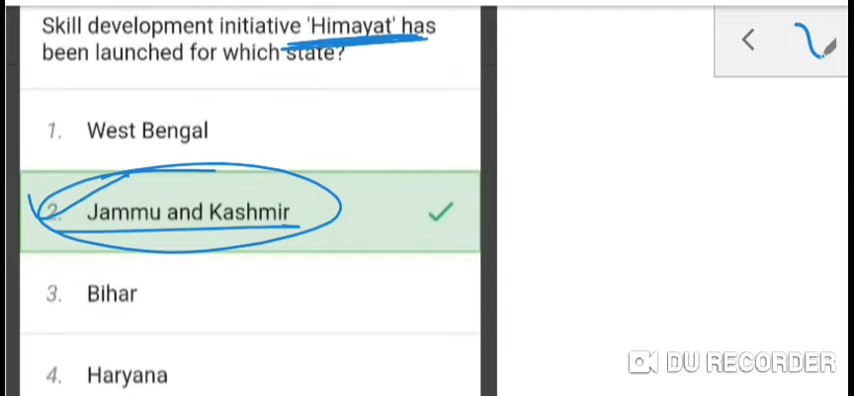 Skill development initiative 'Himayat' has
been launched for which state?
1. West Bengal
2. Jammu and Kashmir
3. Bihar
4. Haryana
DU RECORDER